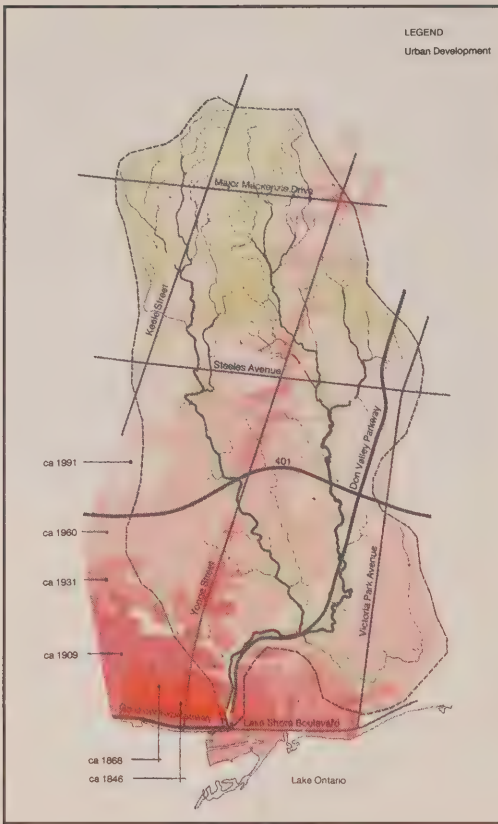 LEGEND
Urban Development
Major Mackenzie Drive
Keele Street
Steeles Avenue
Don Valley Parkway
ca 1991
401
ca 1960
Victoria Park Avenue
ca 1931
Yonge Street
ca 1909
Lake Shore Boulevard
ca 1868
ca 1846
Lake Ontario